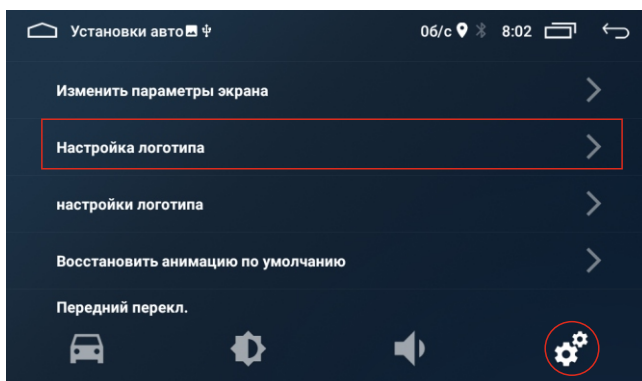 Установки авто 0б/с 8:02
Изменить параметры экрана
Настройка логотипа
настройки логотипа
Восстановить анимацию по умолчанию
Передний перекл.